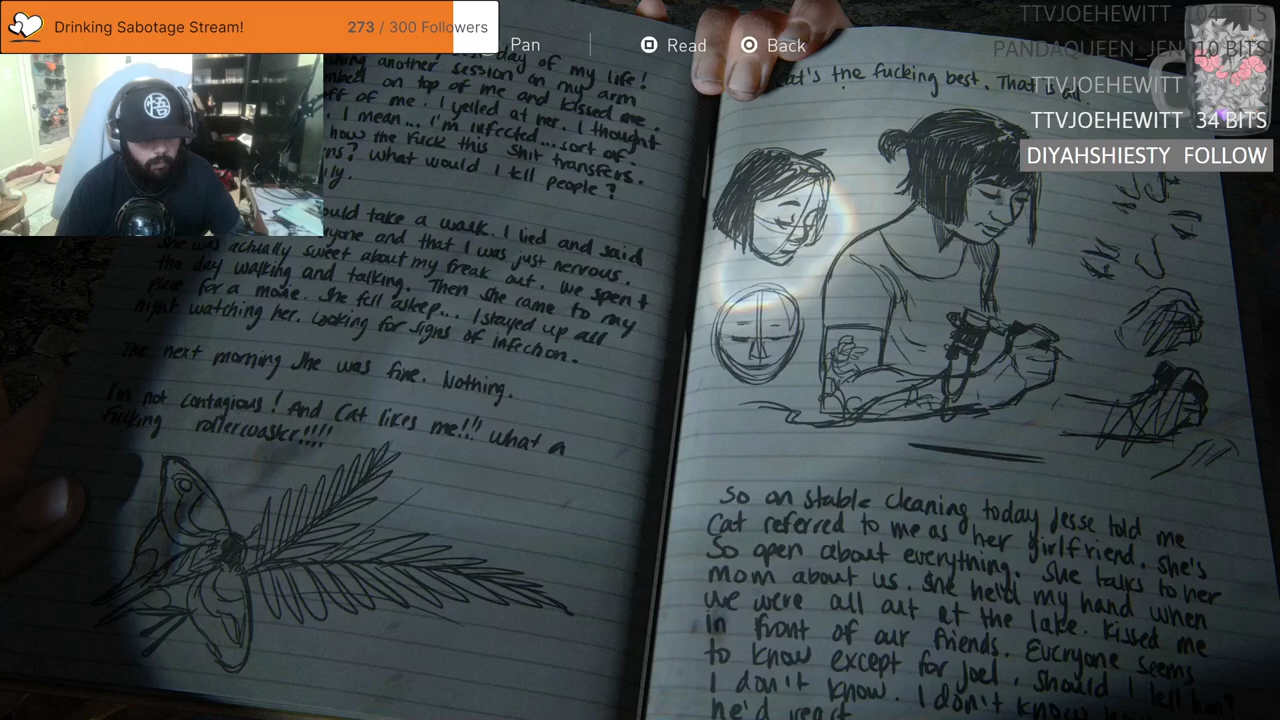 Drinking Sabotage Stream!
273 / 300 Followers
Pan
Read
Back
TTVJOEHEWITT 104 BITS
PANDAQUEEN_JEN 10 BITS
TTVJOEHEWITT
TTVJOEHEWITT 34 BITS
DIYAHSHIESTY FOLLOW
day of my life!
another session on my arm
on top of me and kissed me.
off of me. I yelled at her. I thought
. I mean... I'm infected... sort of.
how the fuck this shit transfers.
? What would I tell people?
ould take a walk. I lied and said
yone and that I was just nervous.
She was actually sweet about my freak out. We spent
the day walking and talking. Then she came to my
place for a movie. She fell asleep... I stayed up all
night watching her. Looking for signs of infection.
The next morning she was fine. Nothing.
I'm not contagious! And Cat likes me!!! What a
fucking rollercoaster!!!!
Cat's the fucking best. That is all.
So on stable cleaning today Jesse told me
Cat referred to me as her girlfriend. She's
so open about everything. She talks to her
mom about us. She held my hand when
we were all out at the lake. Kissed me
in front of our friends. Everyone seems
to know except for Joel. Should I tell him?
I don't know. I don't know
he'd react